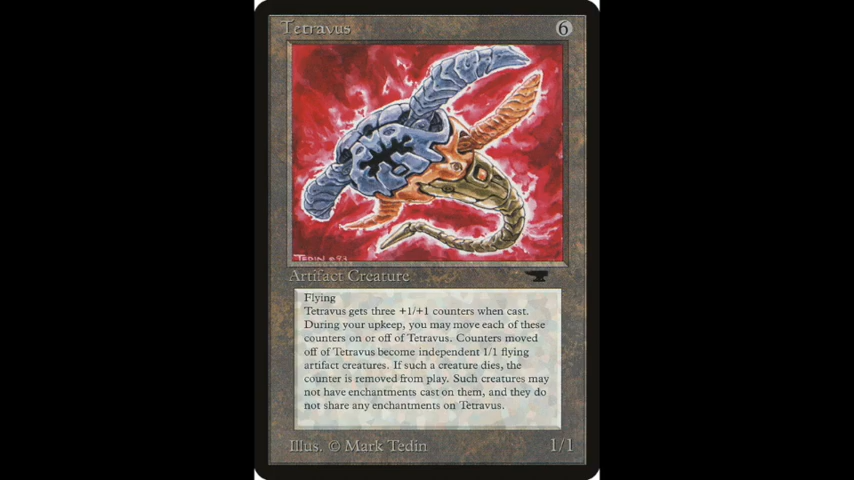 Tetravus 6
TEDIN © 93
Artifact Creature
Flying
Tetravus gets three +1/+1 counters when cast.
During your upkeep, you may move each of these
counters on or off of Tetravus. Counters moved
off of Tetravus become independent 1/1 flying
artifact creatures. If such a creature dies, the
counter is removed from play. Such creatures may
not have enchantments cast on them, and they do
not share any enchantments on Tetravus.
Illus. © Mark Tedin 1/1